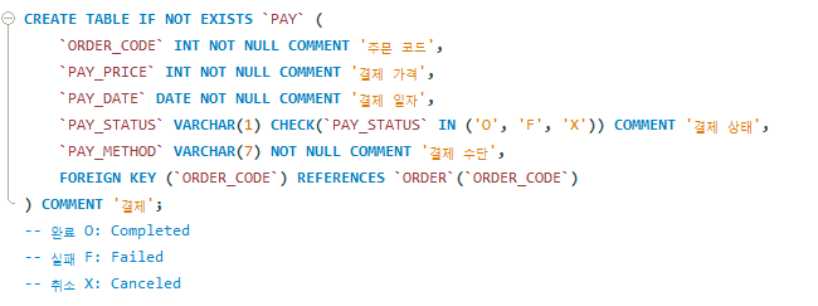 CREATE TABLE IF NOT EXISTS `PAY` (
`ORDER_CODE` INT NOT NULL COMMENT '주문 코드',
`PAY_PRICE` INT NOT NULL COMMENT '결제 가격',
`PAY_DATE` DATE NOT NULL COMMENT '결제 일자',
`PAY_STATUS` VARCHAR(1) CHECK(`PAY_STATUS` IN ('O', 'F', 'X')) COMMENT '결제 상태',
`PAY_METHOD` VARCHAR(7) NOT NULL COMMENT '결제 수단',
FOREIGN KEY (`ORDER_CODE`) REFERENCES `ORDER`(`ORDER_CODE`)
) COMMENT '결제';
-- 완료 O: Completed
-- 실패 F: Failed
-- 취소 X: Canceled